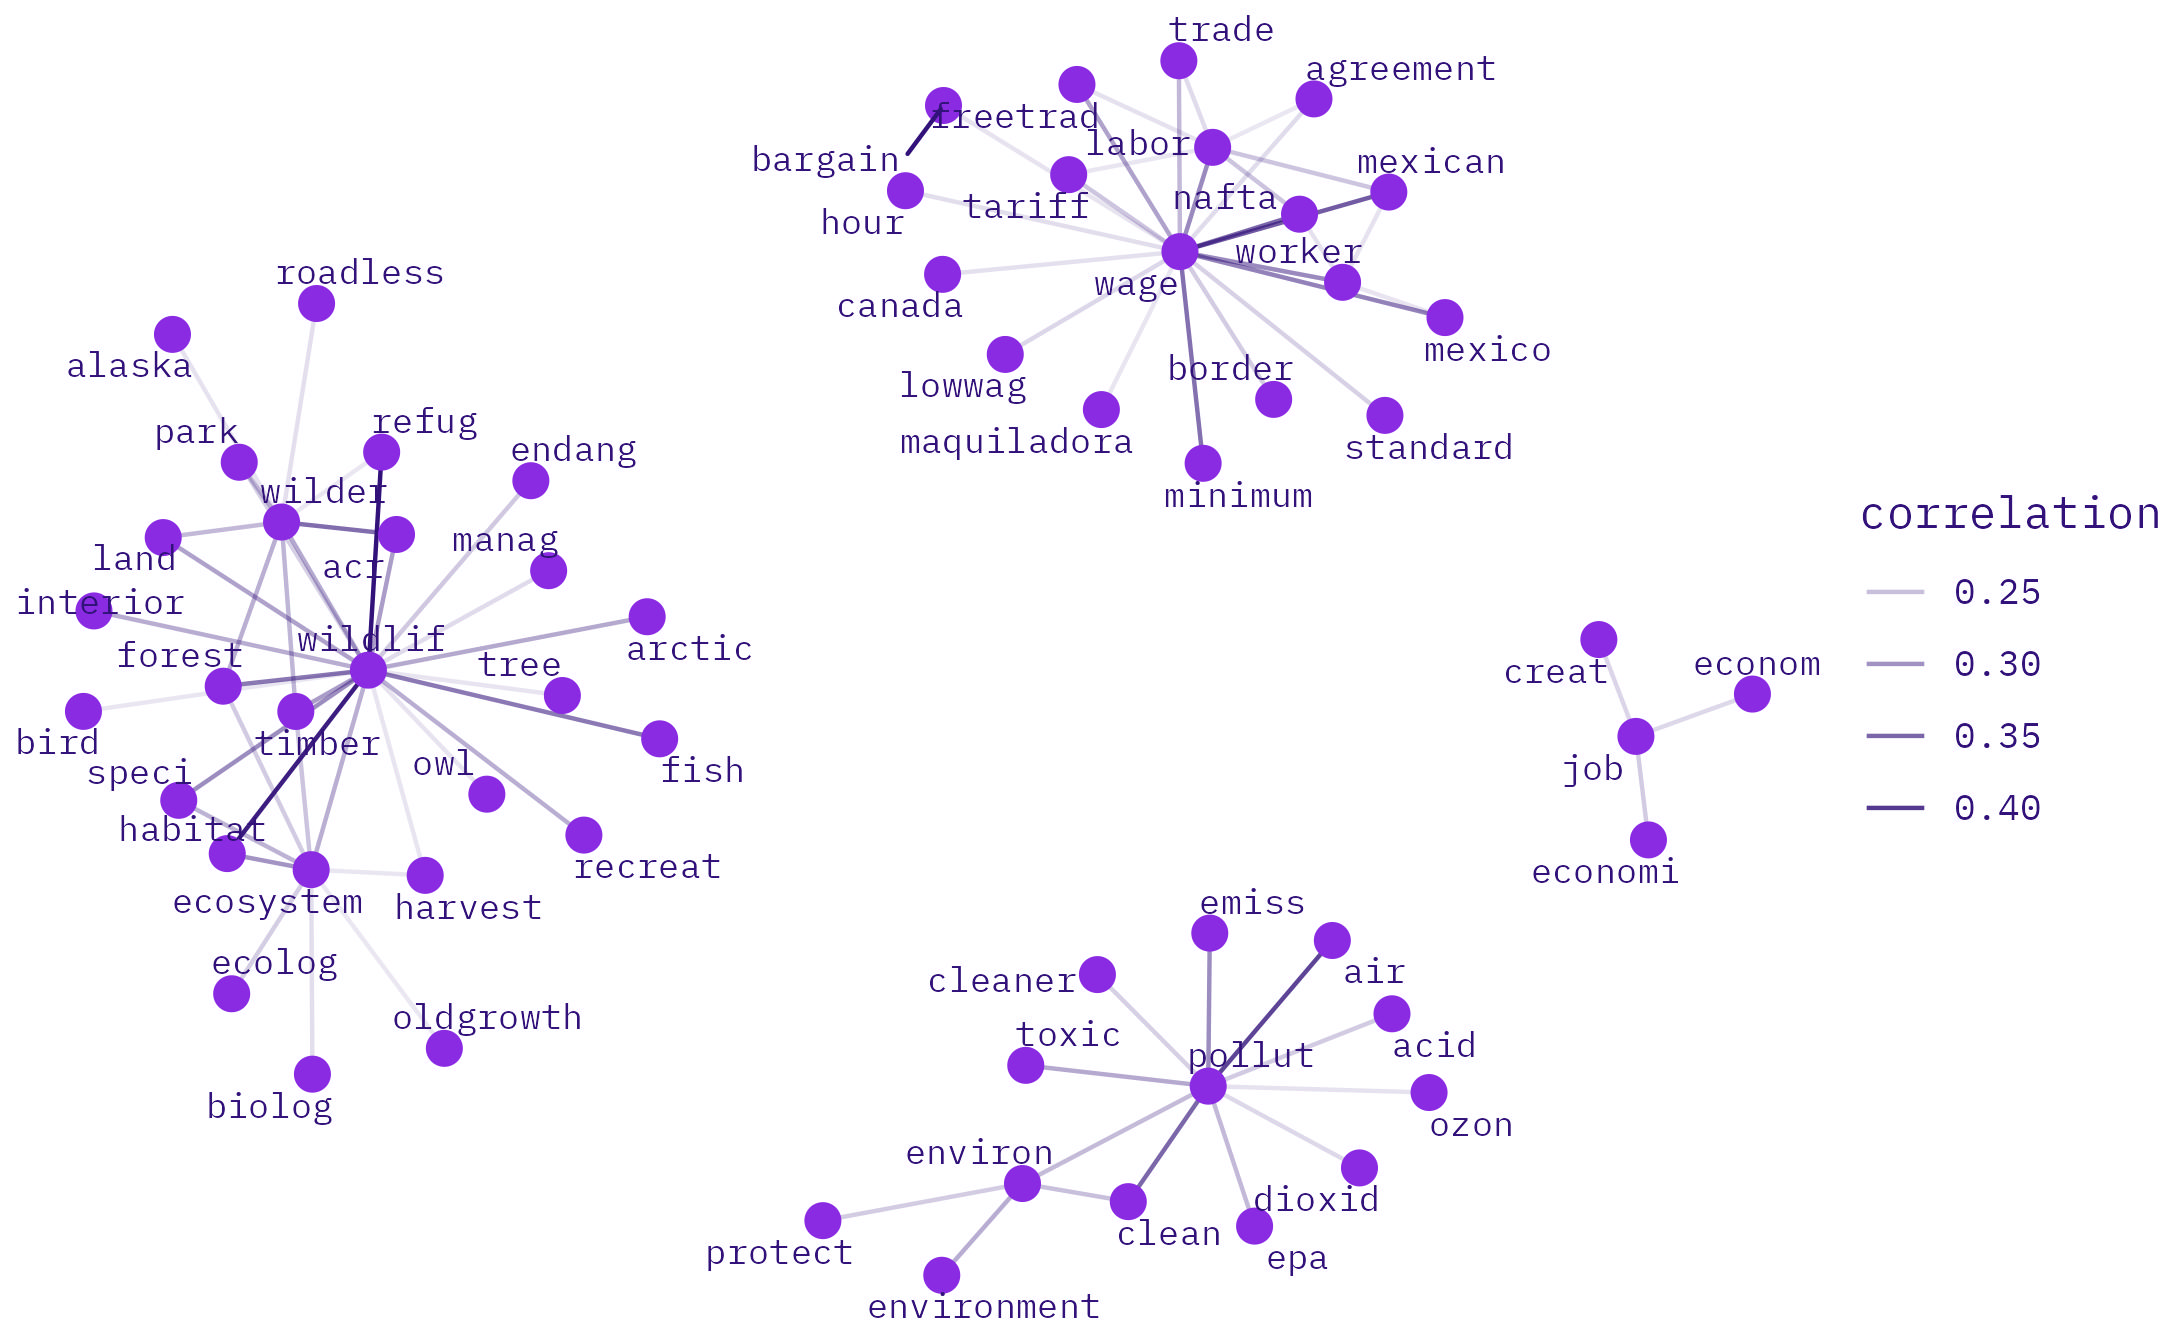 trade
agreement
freetrad
labor
bargain
mexican
hour
tariff
nafta
worker
wage
canada
mexico
lowwag
border
maquiladora
standard
minimum
roadless
alaska
park
refug
endang
wilder
manag
land
acr
interior
wildlif
forest
tree
arctic
bird
timber
speci
owl
fish
habitat
recreat
ecosystem
harvest
ecolog
oldgrowth
biolog
correlation
0.25
0.30
0.35
0.40
creat
econom
job
economi
emiss
cleaner
air
toxic
acid
pollut
ozon
environ
dioxid
clean
epa
protect
environment